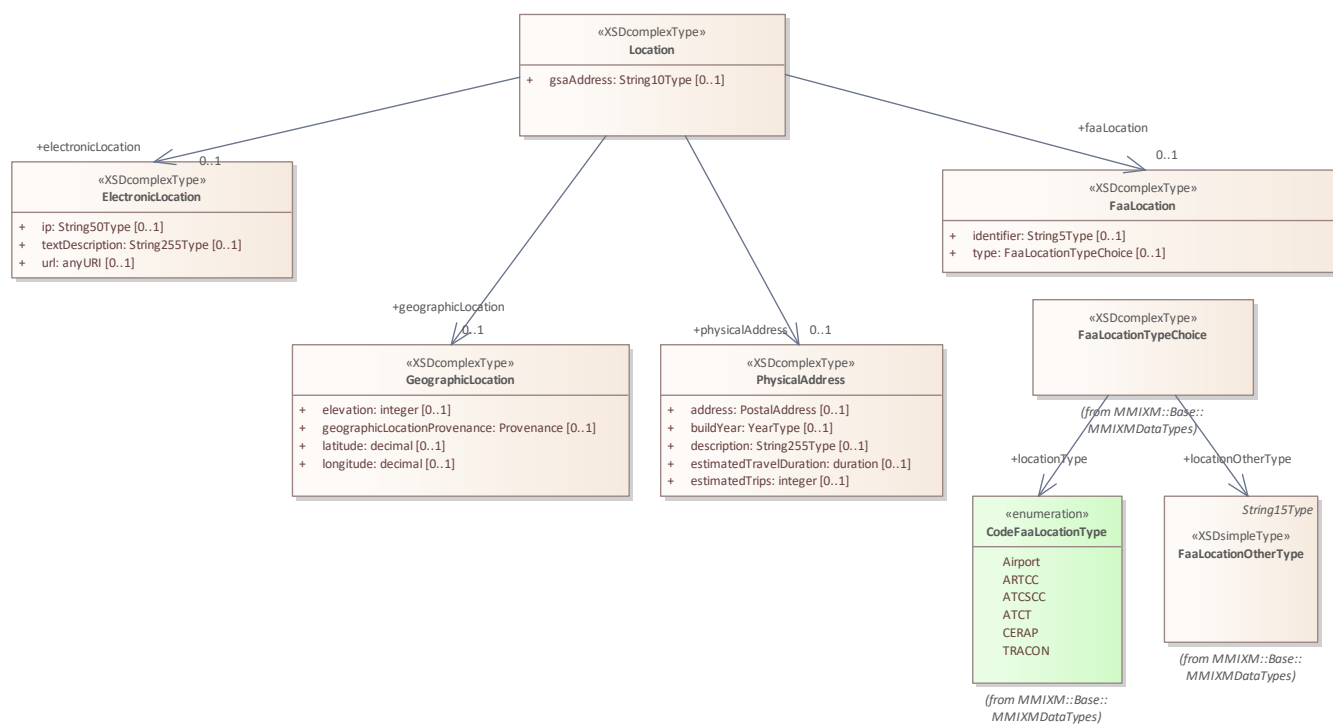 «XSDcomplexType»
Location
+ gsaAddress: String10Type [0..1]
+electronicLocation
0..1
+faaLocation
0..1
«XSDcomplexType»
ElectronicLocation
+ ip: String50Type [0..1]
+ textDescription: String255Type [0..1]
+ url: anyURI [0..1]
«XSDcomplexType»
FaaLocation
+ identifier: String5Type [0..1]
+ type: FaaLocationTypeChoice [0..1]
+geographicLocation
0..1
+physicalAddress
0..1
«XSDcomplexType»
GeographicLocation
+ elevation: integer [0..1]
+ geographicLocationProvenance: Provenance [0..1]
+ latitude: decimal [0..1]
+ longitude: decimal [0..1]
«XSDcomplexType»
PhysicalAddress
+ address: PostalAddress [0..1]
+ buildYear: YearType [0..1]
+ description: String255Type [0..1]
+ estimatedTravelDuration: duration [0..1]
+ estimatedTrips: integer [0..1]
«XSDcomplexType»
FaaLocationTypeChoice
(from MMIXM::Base::
MMIXMDataTypes)
+locationType
+locationOtherType
«enumeration»
CodeFaaLocationType
Airport
ARTCC
ATCSCC
ATCT
CERAP
TRACON
(from MMIXM::Base::
MMIXMDataTypes)
String15Type
«XSDsimpleType»
FaaLocationOtherType
(from MMIXM::Base::
MMIXMDataTypes)